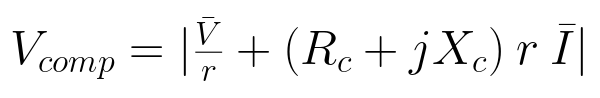 $V_{comp} = |\frac{\bar{V}}{r} + (R_c + jX_c) \, r \; \bar{I}|$